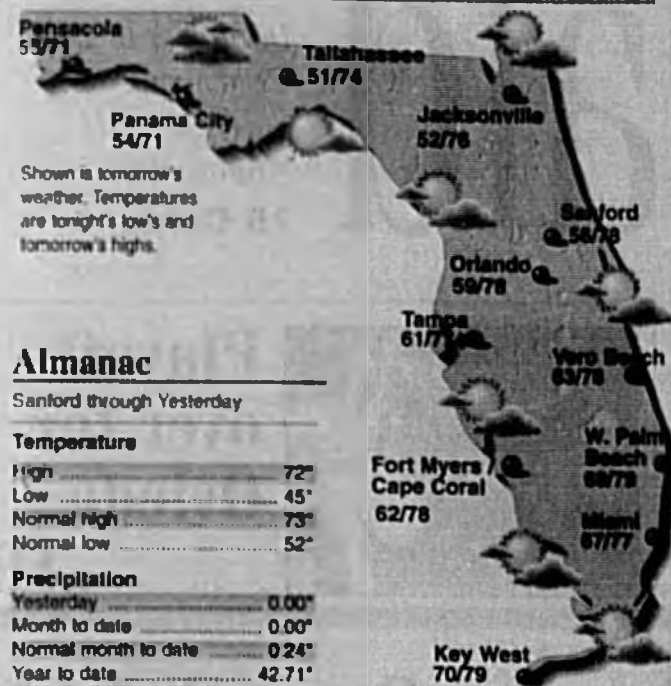 Pensacola
55/71
Tallahassee
51/74
Panama City
54/71
Jacksonville
52/76
Shown is tomorrow's
weather. Temperatures
are tonight's low's and
tomorrow's highs.
Sanford
Orlando
59/78
Tampa
Vero Beach
63/78
Almanac
Sanford through Yesterday
Temperature
High 72°
Low 45°
Normal high 73°
Normal low 52°
Fort Myers /
Cape Coral
62/78
W. Palm
Beach
Miami
67/77
Precipitation
Yesterday 0.00"
Month to date 0.00"
Normal month to date 0.24"
Year to date 42.71"
Key West
70/79